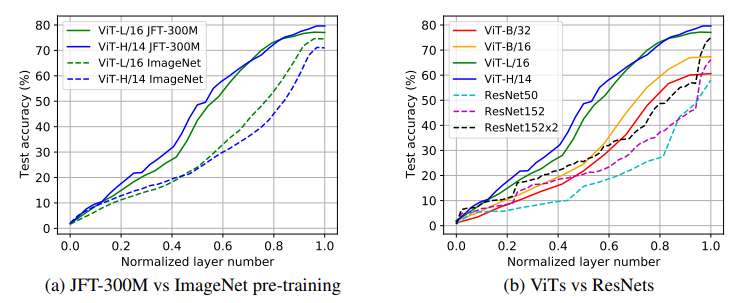 80
70
60
50
40
30
20
10
0
Test accuracy (%)
ViT-L/16 JFT-300M
ViT-H/14 JFT-300M
ViT-L/16 ImageNet
ViT-H/14 ImageNet
0.0 0.2 0.4 0.6 0.8 1.0
Normalized layer number
(a) JFT-300M vs ImageNet pre-training
80
70
60
50
40
30
20
10
0
Test accuracy (%)
ViT-B/32
ViT-B/16
ViT-L/16
ViT-H/14
ResNet50
ResNet152
ResNet152x2
0.0 0.2 0.4 0.6 0.8 1.0
Normalized layer number
(b) ViTs vs ResNets